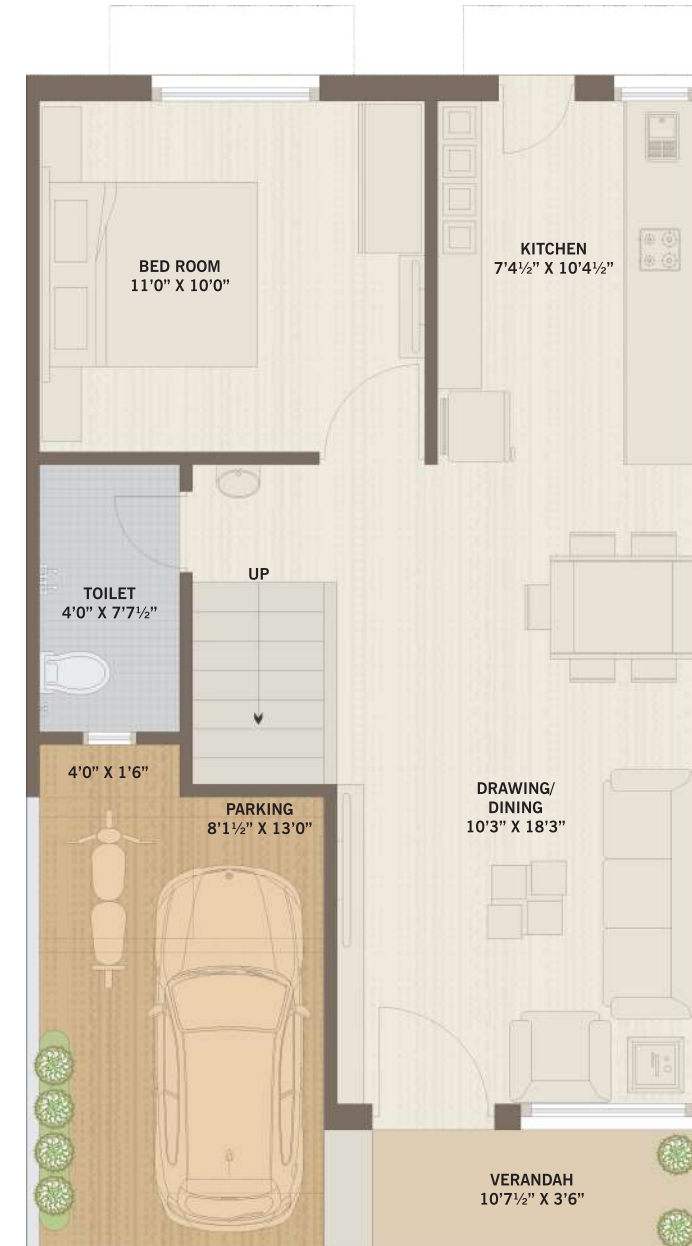 BED ROOM
11’0” X 10’0”
KITCHEN
7’4½” X 10’4½”
UP
TOILET
4’0” X 7’7½”
4’0” X 1’6”
PARKING
8’1½” X 13’0”
DRAWING/
DINING
10’3” X 18’3”
VERANDAH
10’7½” X 3’6”